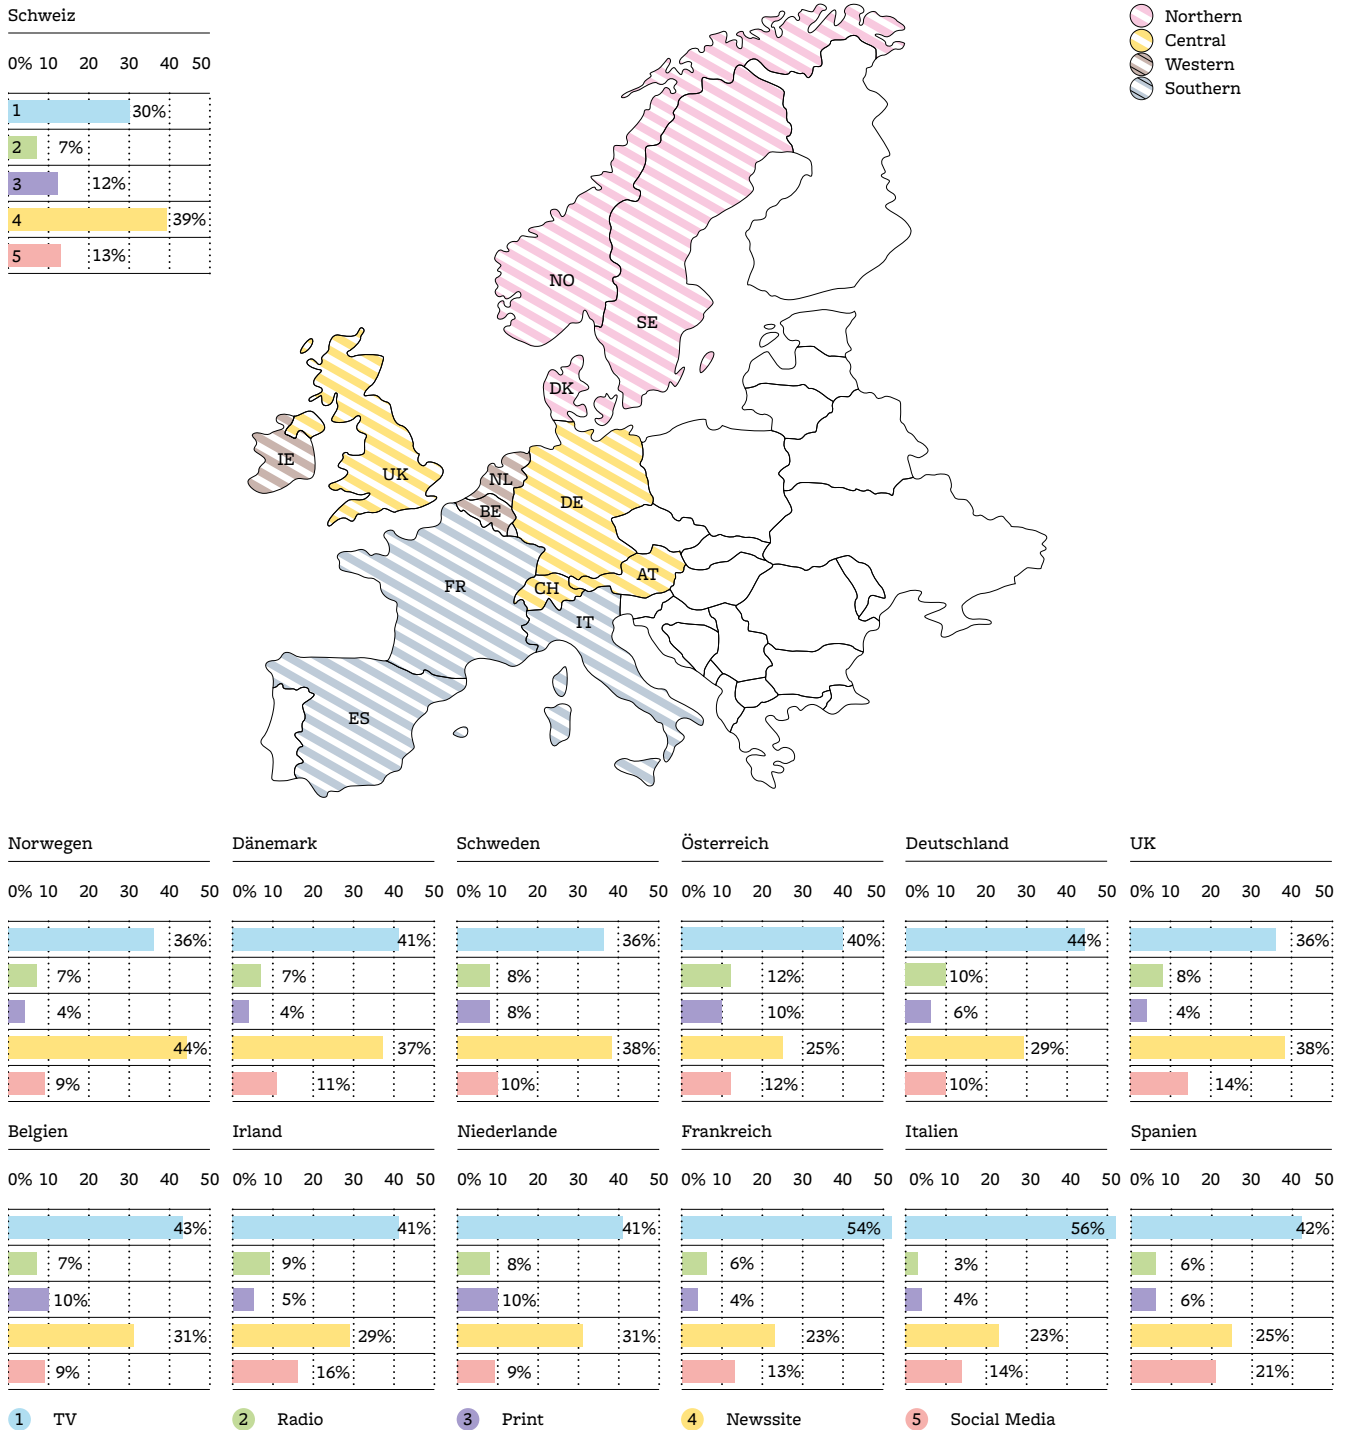 Schweiz
0% 10 20 30 40 50
1 30%
2 7%
3 12%
4 39%
5 13%
Northern
Central
Western
Southern
NO
SE
DK
IE
UK
NL
BE
DE
FR
CH
AT
IT
ES
Norwegen
0% 10 20 30 40 50
36%
7%
4%
44%
9%
Dänemark
0% 10 20 30 40 50
41%
7%
4%
37%
11%
Schweden
0% 10 20 30 40 50
36%
8%
8%
38%
10%
Österreich
0% 10 20 30 40 50
40%
12%
10%
25%
12%
Deutschland
0% 10 20 30 40 50
44%
10%
6%
29%
10%
UK
0% 10 20 30 40 50
36%
8%
4%
38%
14%
Belgien
0% 10 20 30 40 50
43%
7%
10%
31%
9%
Irland
0% 10 20 30 40 50
41%
9%
5%
29%
16%
Niederlande
0% 10 20 30 40 50
41%
8%
10%
31%
9%
Frankreich
0% 10 20 30 40 50
54%
6%
4%
23%
13%
Italien
0% 10 20 30 40 50
56%
3%
4%
23%
14%
Spanien
0% 10 20 30 40 50
42%
6%
6%
25%
21%
1 TV
2 Radio
3 Print
4 Newssite
5 Social Media